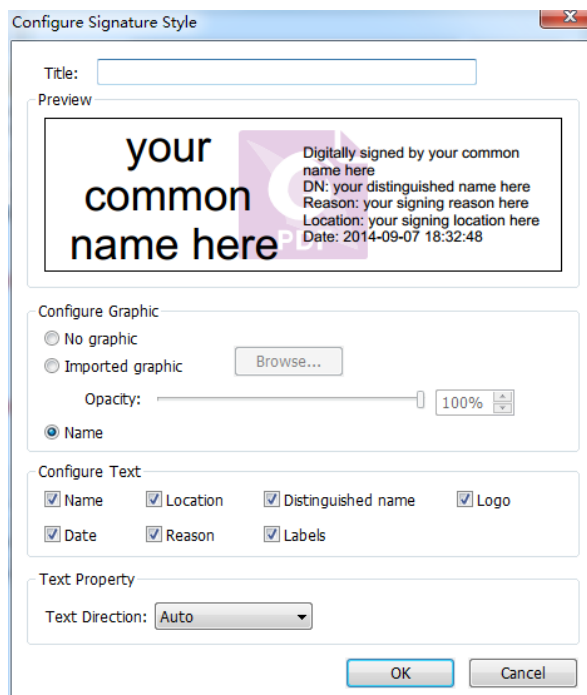 Configure Signature Style
Title:
Preview
your
common
name here
Digitally signed by your common
name here
DN: your distinguished name here
Reason: your signing reason here
Location: your signing location here
Date: 2014-09-07 18:32:48
PDF
Configure Graphic
No graphic
Imported graphic
Browse...
Opacity:
100%
Name
Configure Text
Name Location Distinguished name Logo
Date Reason Labels
Text Property
Text Direction: Auto
OK Cancel